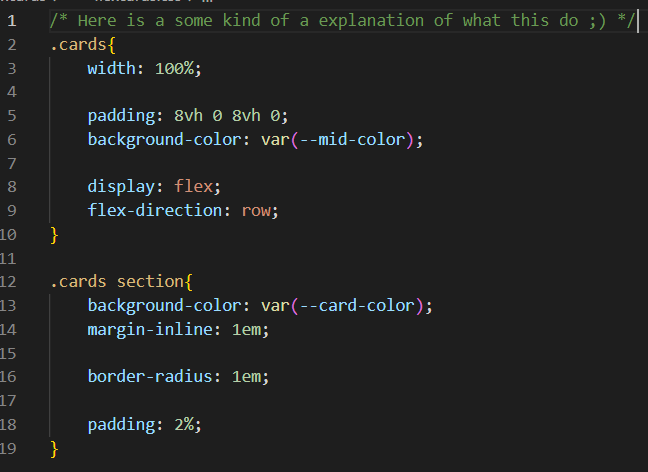 1 /* Here is a some kind of a explanation of what this do ;) */
2 .cards{
3 width: 100%;
4
5 padding: 8vh 0 8vh 0;
6 background-color: var(--mid-color);
7
8 display: flex;
9 flex-direction: row;
10 }
11
12 .cards section{
13 background-color: var(--card-color);
14 margin-inline: 1em;
15
16 border-radius: 1em;
17
18 padding: 2%;
19 }